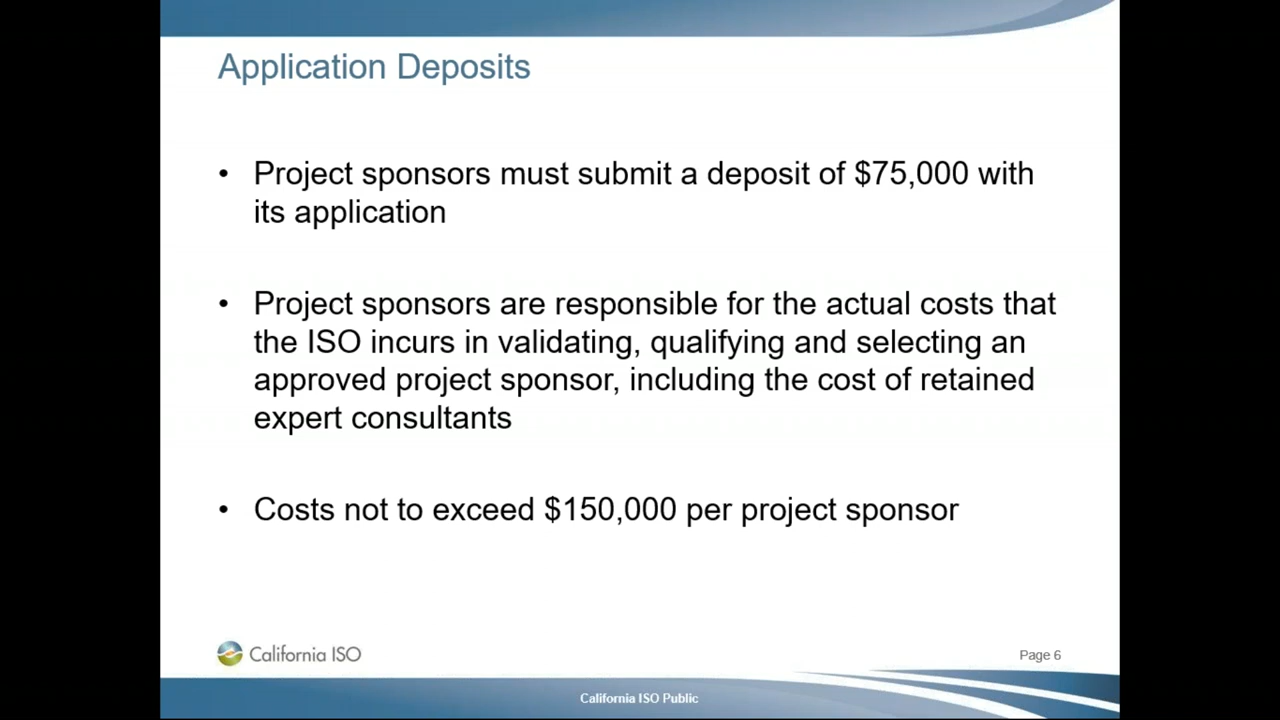 Application Deposits
• Project sponsors must submit a deposit of $75,000 with
its application
• Project sponsors are responsible for the actual costs that
the ISO incurs in validating, qualifying and selecting an
approved project sponsor, including the cost of retained
expert consultants
• Costs not to exceed $150,000 per project sponsor
California ISO
Page 6
California ISO Public